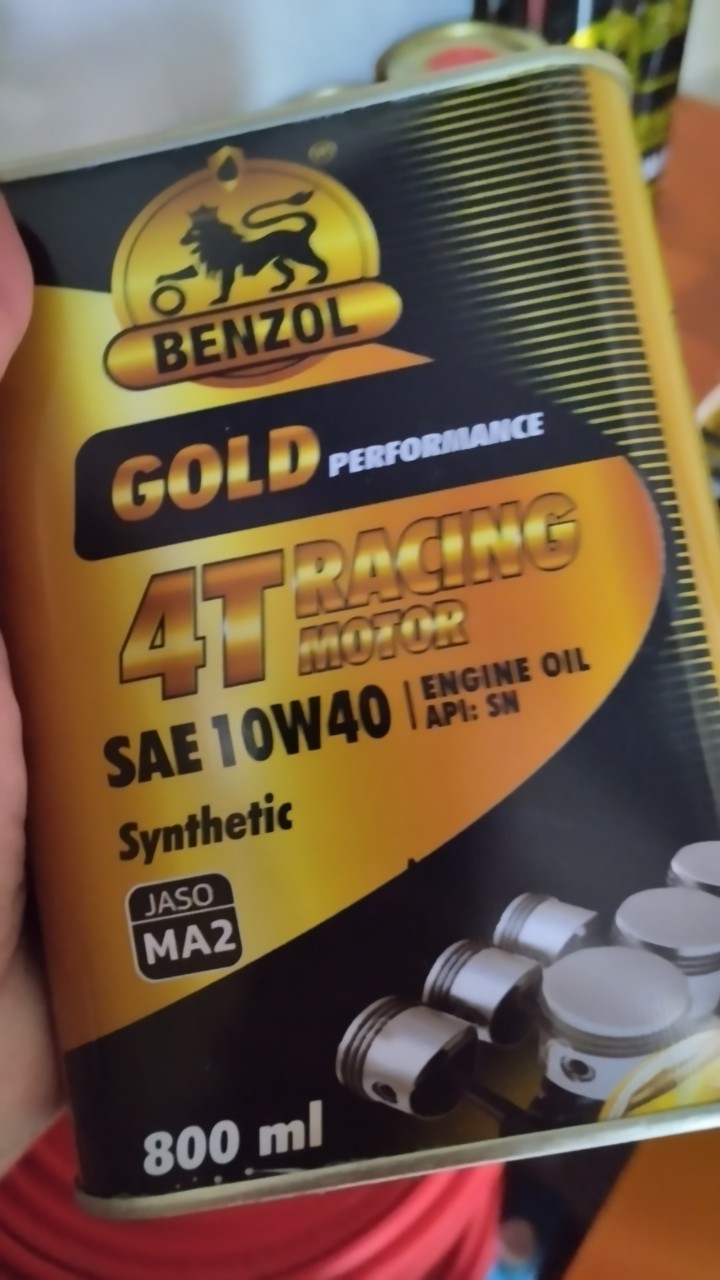 BENZOL
GOLD PERFORMANCE
4T RACING
MOTOR
SAE 10W40 | ENGINE OIL
API: SN
Synthetic
JASO
MA2
800 ml